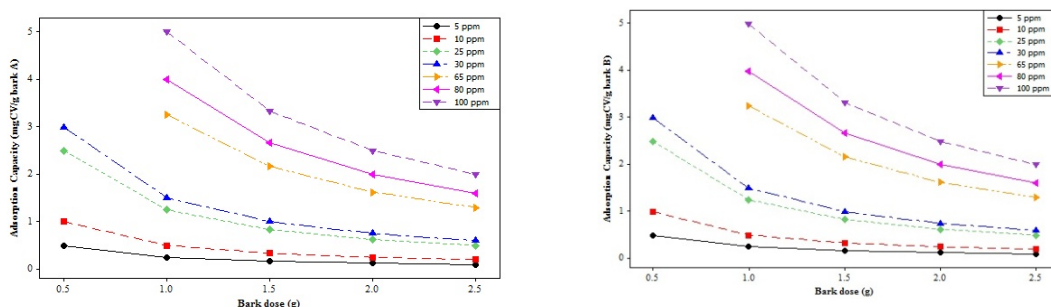 Adsorption Capacity (mgCV/g bark A)
5
4
3
2
1
0
0.5 1.0 1.5 2.0 2.5
Bark dose (g)
5 ppm
10 ppm
25 ppm
30 ppm
65 ppm
80 ppm
100 ppm
Adsorption Capacity (mgCV/g bark B)
5
4
3
2
1
0
0.5 1.0 1.5 2.0 2.5
Bark dose (g)
5 ppm
10 ppm
25 ppm
30 ppm
65 ppm
80 ppm
100 ppm